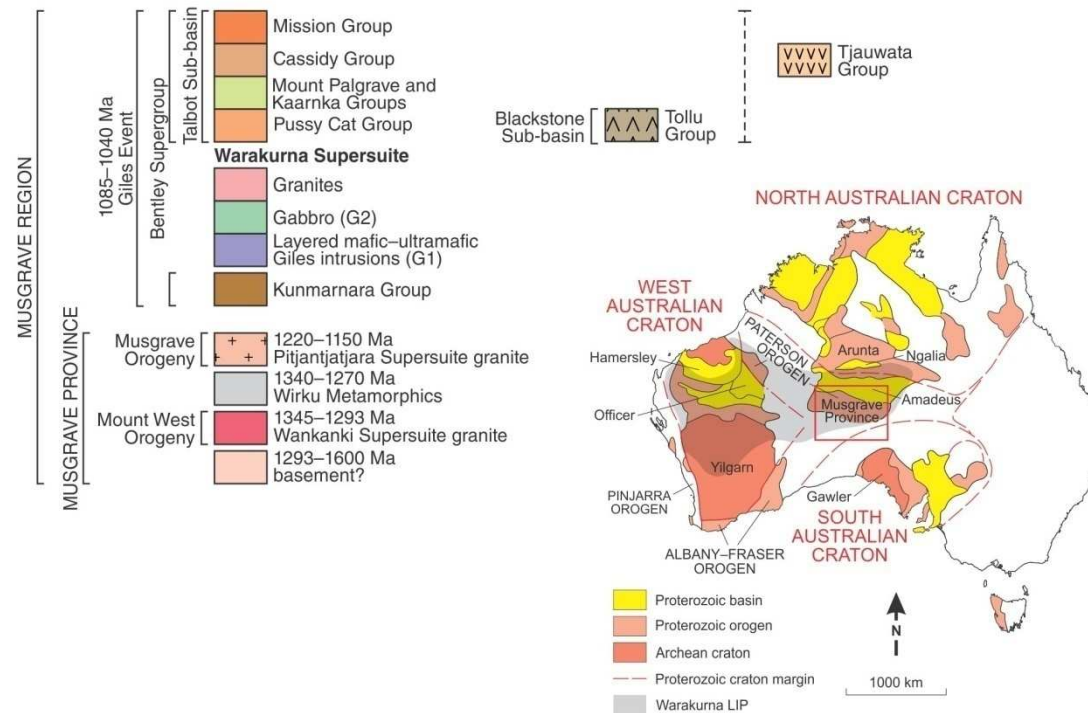 MUSGRAVE REGION
MUSGRAVE PROVINCE
1085–1040 Ma
Giles Event
Bentley Supergroup
Talbot Sub-basin
Mission Group
Cassidy Group
Mount Palgrave and
Kaarnka Groups
Pussy Cat Group
Warakurna Supersuite
Granites
Gabbro (G2)
Layered mafic–ultramafic
Giles intrusions (G1)
Kunmarnara Group
Musgrave
Orogeny
1220–1150 Ma
Pitjantjatjara Supersuite granite
1340–1270 Ma
Wirku Metamorphics
Mount West
Orogeny
1345–1293 Ma
Wankanki Supersuite granite
1293–1600 Ma
basement?
Blackstone
Sub-basin
Tollu
Group
Tjauwata
Group
NORTH AUSTRALIAN CRATON
WEST
AUSTRALIAN
CRATON
PATERSON
OROGEN
Arunta
Ngalia
Hamersley
Officer
Musgrave
Province
Amadeus
Yilgarn
Gawler
PINJARRA
OROGEN
SOUTH
AUSTRALIAN
CRATON
ALBANY–FRASER
OROGEN
Proterozoic basin
Proterozoic orogen
Archean craton
Proterozoic craton margin
Warakurna LIP
N
1000 km